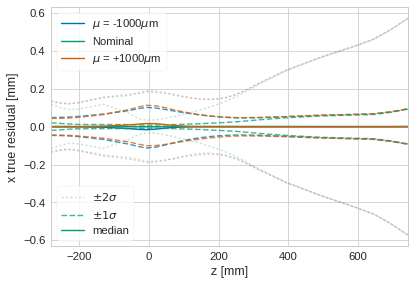 0.6
0.4
0.2
0.0
−0.2
−0.4
−0.6
x true residual [mm]
μ = -1000μm
Nominal
μ = +1000μm
±2σ
±1σ
median
−200 0 200 400 600
z [mm]